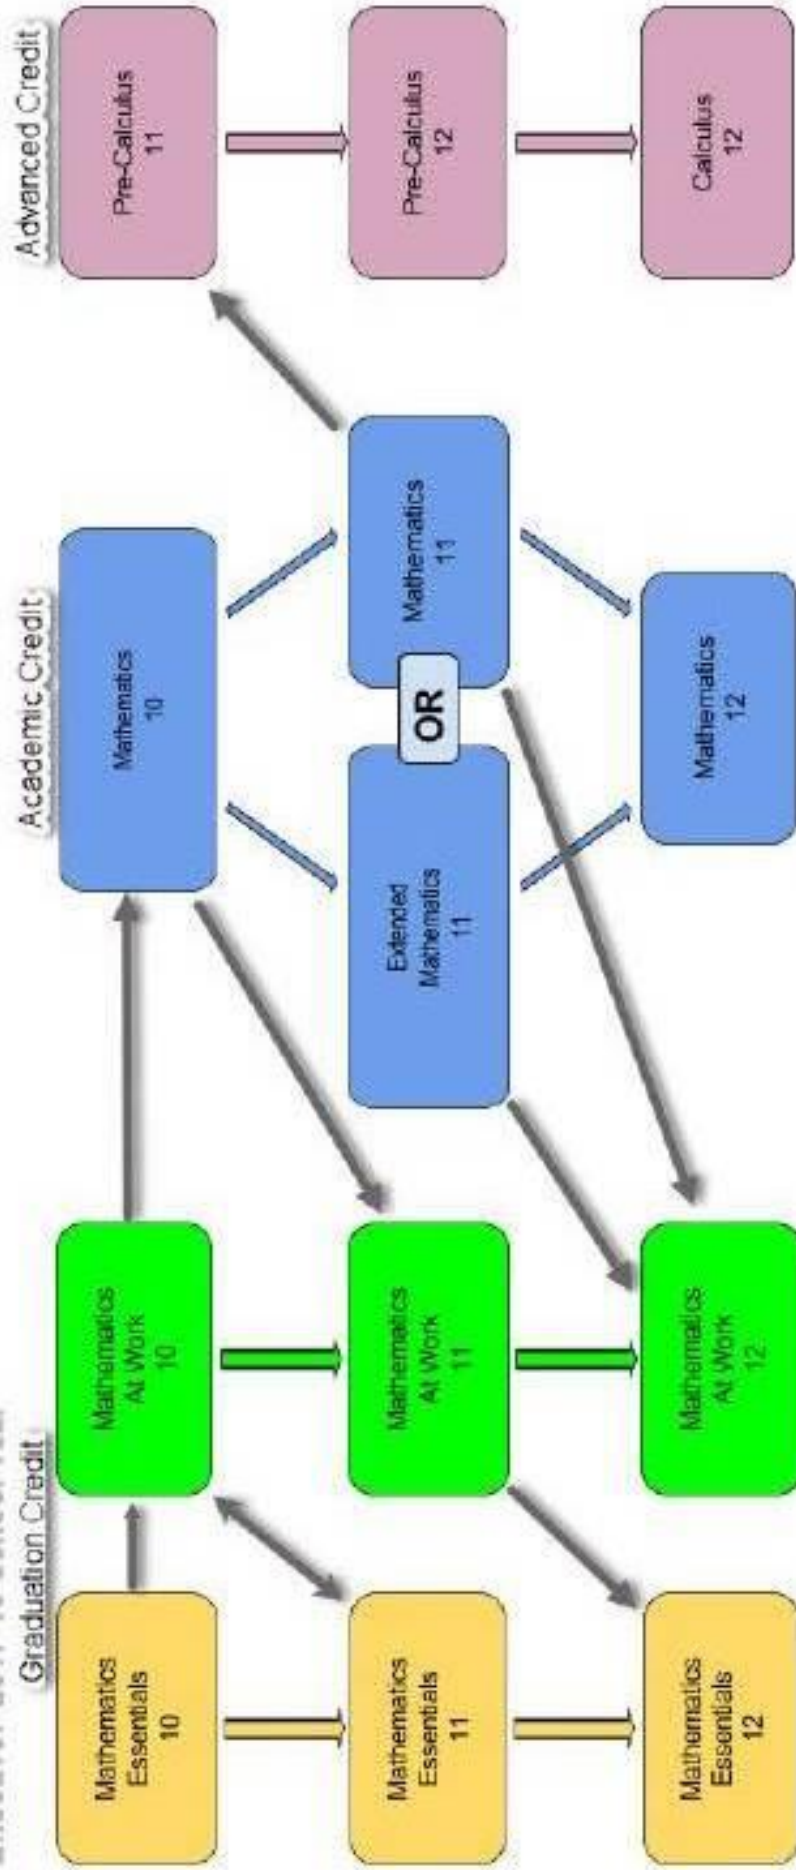 Graduation Credit
Academic Credit
Advanced Credit
Mathematics
Essentials
10
Mathematics
At Work
10
Mathematics
10
Pre-Calculus
11
Mathematics
Essentials
11
Mathematics
At Work
11
Extended
Mathematics
11
OR
Mathematics
11
Pre-Calculus
12
Mathematics
Essentials
12
Mathematics
At Work
12
Mathematics
12
Calculus
12